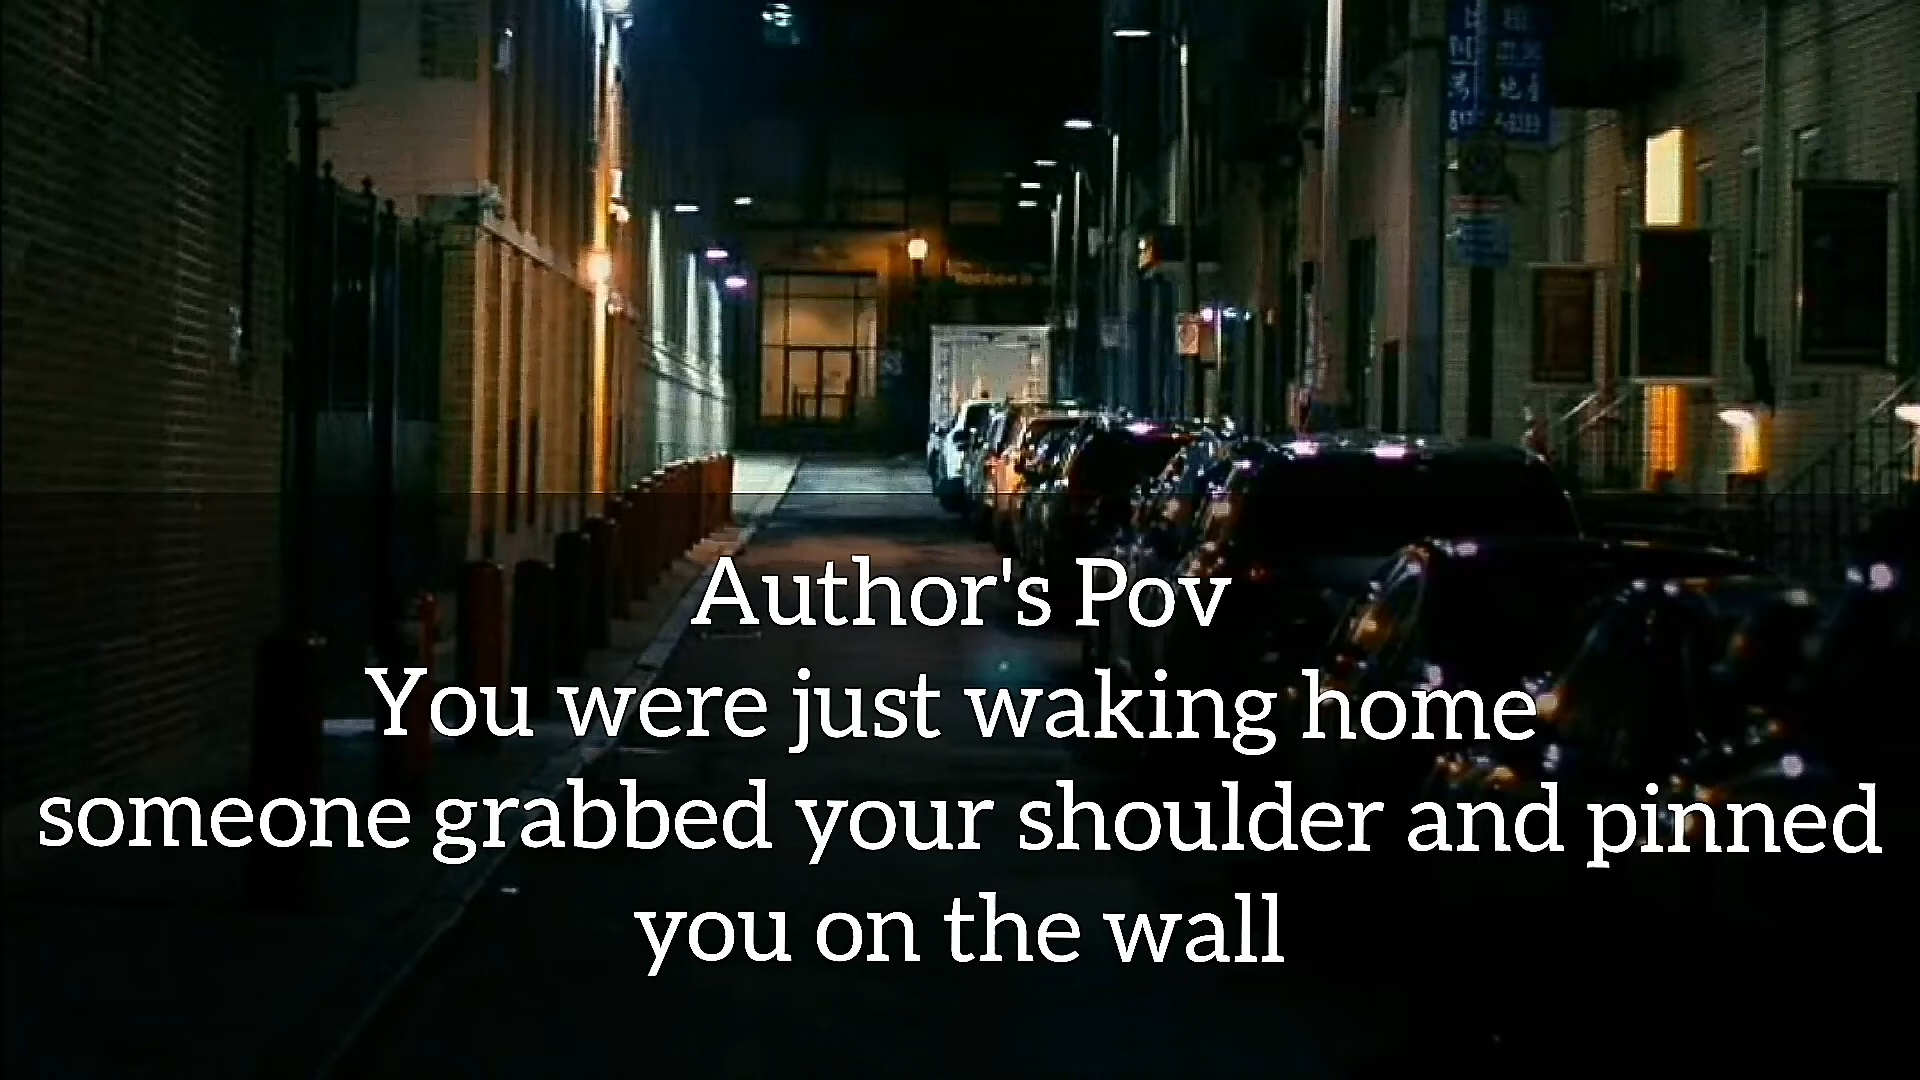 Author's Pov
You were just waking home
someone grabbed your shoulder and pinned
you on the wall